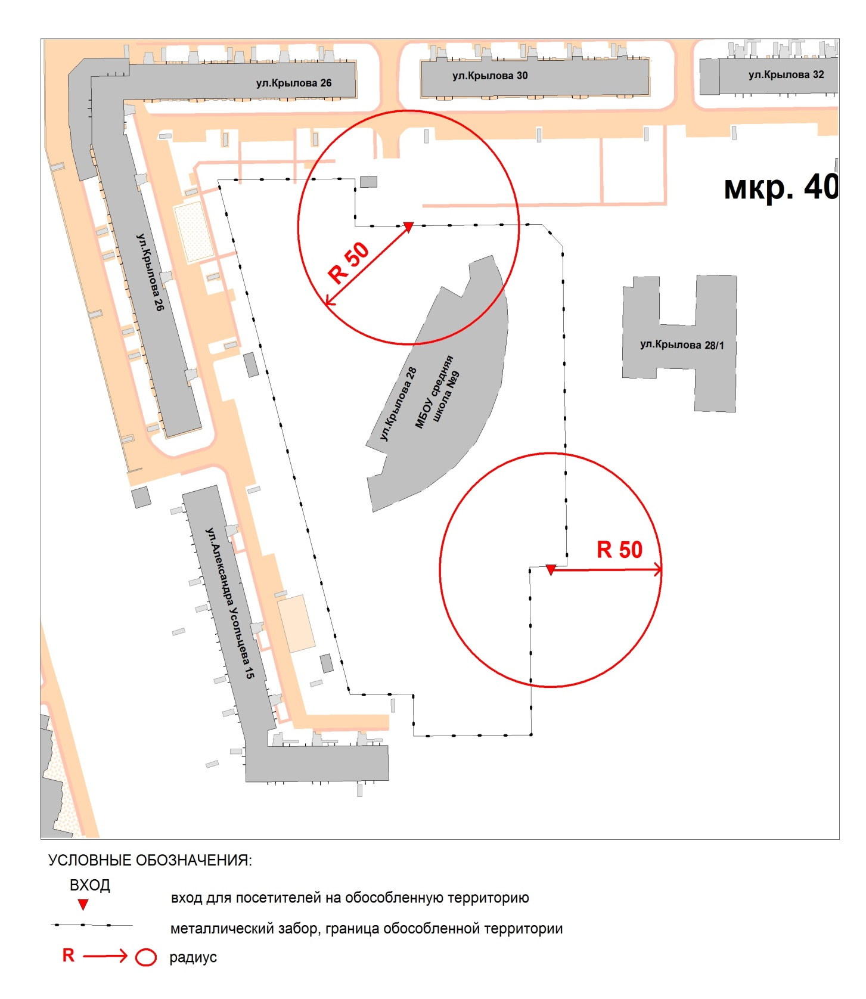 ул.Крылова 26
ул.Крылова 30
ул.Крылова 32
мкр. 40
ул.Крылова 26
R 50
ул.Крылова 28/1
ул.Крылова 28
МБОУ средняя
школа №9
R 50
ул.Александра Усольцева 15
УСЛОВНЫЕ ОБОЗНАЧЕНИЯ:
ВХОД
вход для посетителей на обособленную территорию
металлический забор, граница обособленной территории
R
радиус